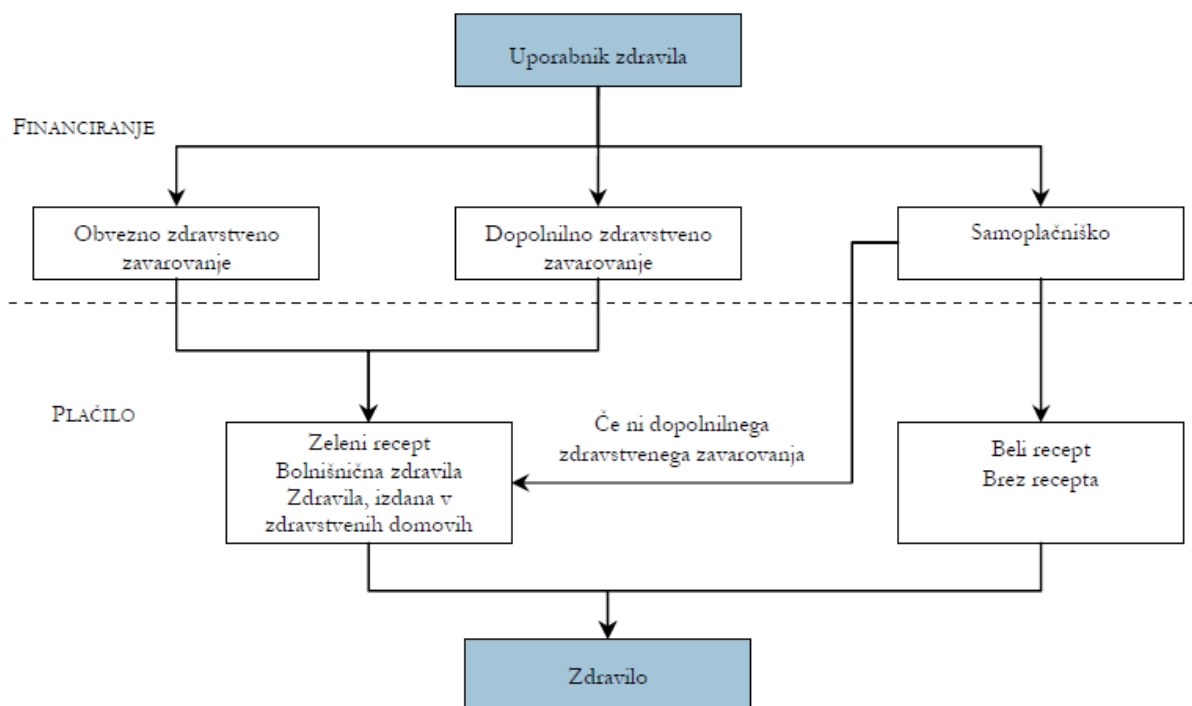 Uporabnik zdravila
FINANCIRANJE
Obvezno zdravstveno
zavarovanje
Dopolnilno zdravstveno
zavarovanje
Samoplačniško
PLAČILO
Zeleni recept
Bolnišnična zdravila
Zdravila, izdana v
zdravstvenih domovih
Če ni dopolnilnega
zdravstvenega zavarovanja
Beli recept
Brez recepta
Zdravilo